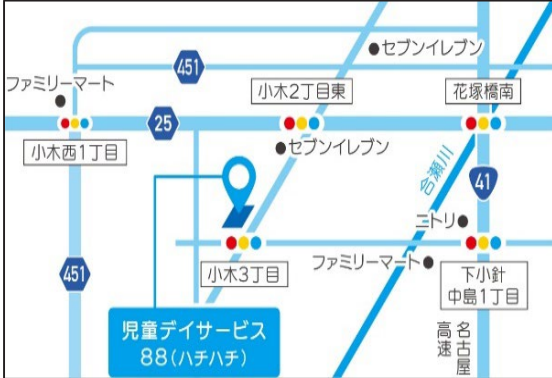 セブンイレブン
451
ファミリーマート
小木2丁目東
花塚橋南
25
小木西1丁目
セブンイレブン
合瀬川
41
ニトリ
小木3丁目
ファミリーマート
下小針
中島1丁目
451
児童デイサービス
88(ハチハチ)
名古屋
高速